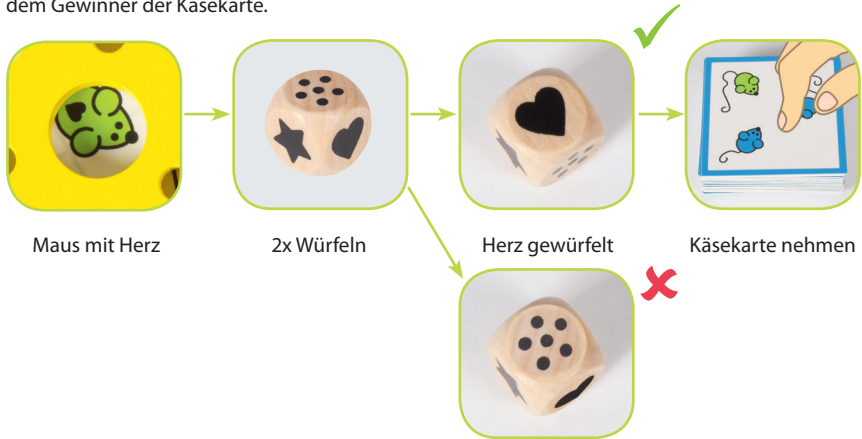 dem Gewinner der Käsekarte.
Maus mit Herz
2x Würfeln
Herz gewürfelt
Käsekarte nehmen